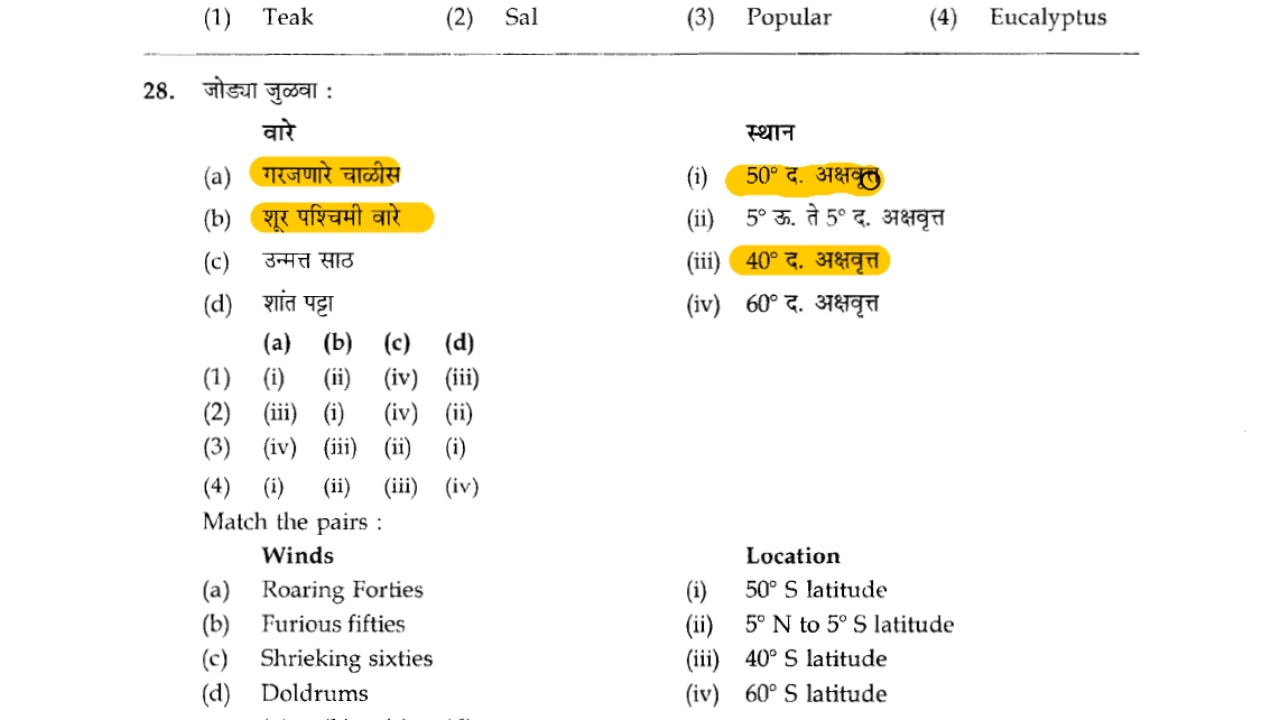 (1) Teak (2) Sal (3) Popular (4) Eucalyptus
28. जोड्या जुळवा :
वारे स्थान
(a) गरजणारे चाळीस (i) 50° द. अक्षवृत्त
(b) शूर पश्चिमी वारे (ii) 5° ऊ. ते 5° द. अक्षवृत्त
(c) उन्मत्त साठ (iii) 40° द. अक्षवृत्त
(d) शांत पट्टा (iv) 60° द. अक्षवृत्त
(a) (b) (c) (d)
(1) (i) (ii) (iv) (iii)
(2) (iii) (i) (iv) (ii)
(3) (iv) (iii) (ii) (i)
(4) (i) (ii) (iii) (iv)
Match the pairs :
Winds Location
(a) Roaring Forties (i) 50° S latitude
(b) Furious fifties (ii) 5° N to 5° S latitude
(c) Shrieking sixties (iii) 40° S latitude
(d) Doldrums (iv) 60° S latitude